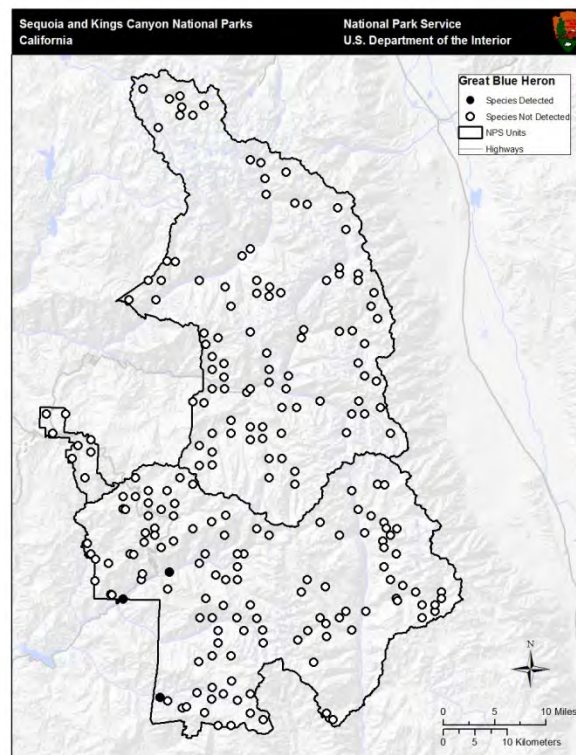 Sequoia and Kings Canyon National Parks
California
National Park Service
U.S. Department of the Interior
Great Blue Heron
Species Detected
Species Not Detected
NPS Units
Highways
N
0 5 10 Miles
0 5 10 Kilometers